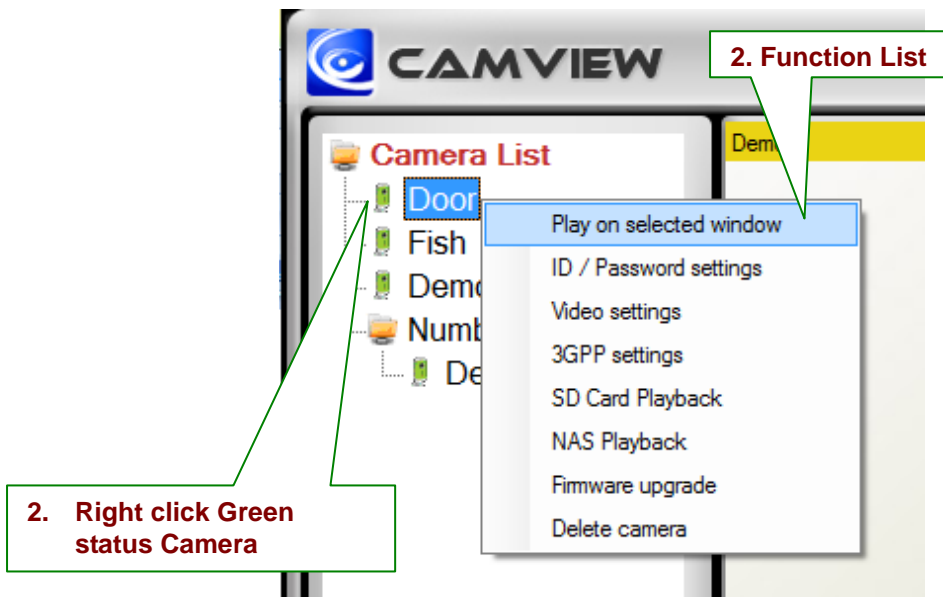 CAMVIEW
2. Function List
Camera List
Door
Fish
Demo
Numb
De
Demo
Play on selected window
ID / Password settings
Video settings
3GPP settings
SD Card Playback
NAS Playback
Firmware upgrade
Delete camera
2. Right click Green
status Camera